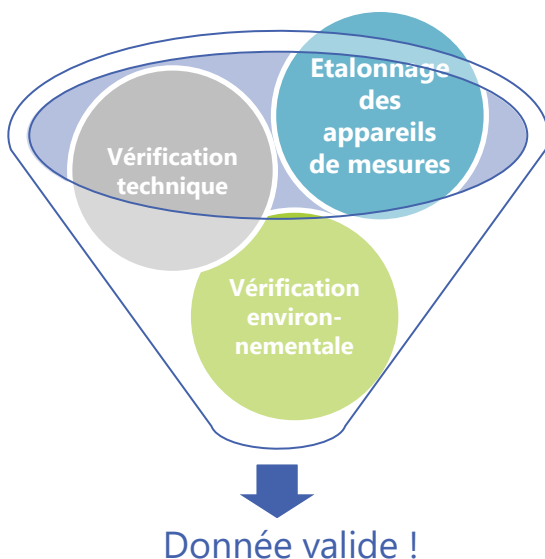 Etalonnage
des
appareils
de mesures
Vérification
technique
Vérification
environ-
nementale
Donnée valide !